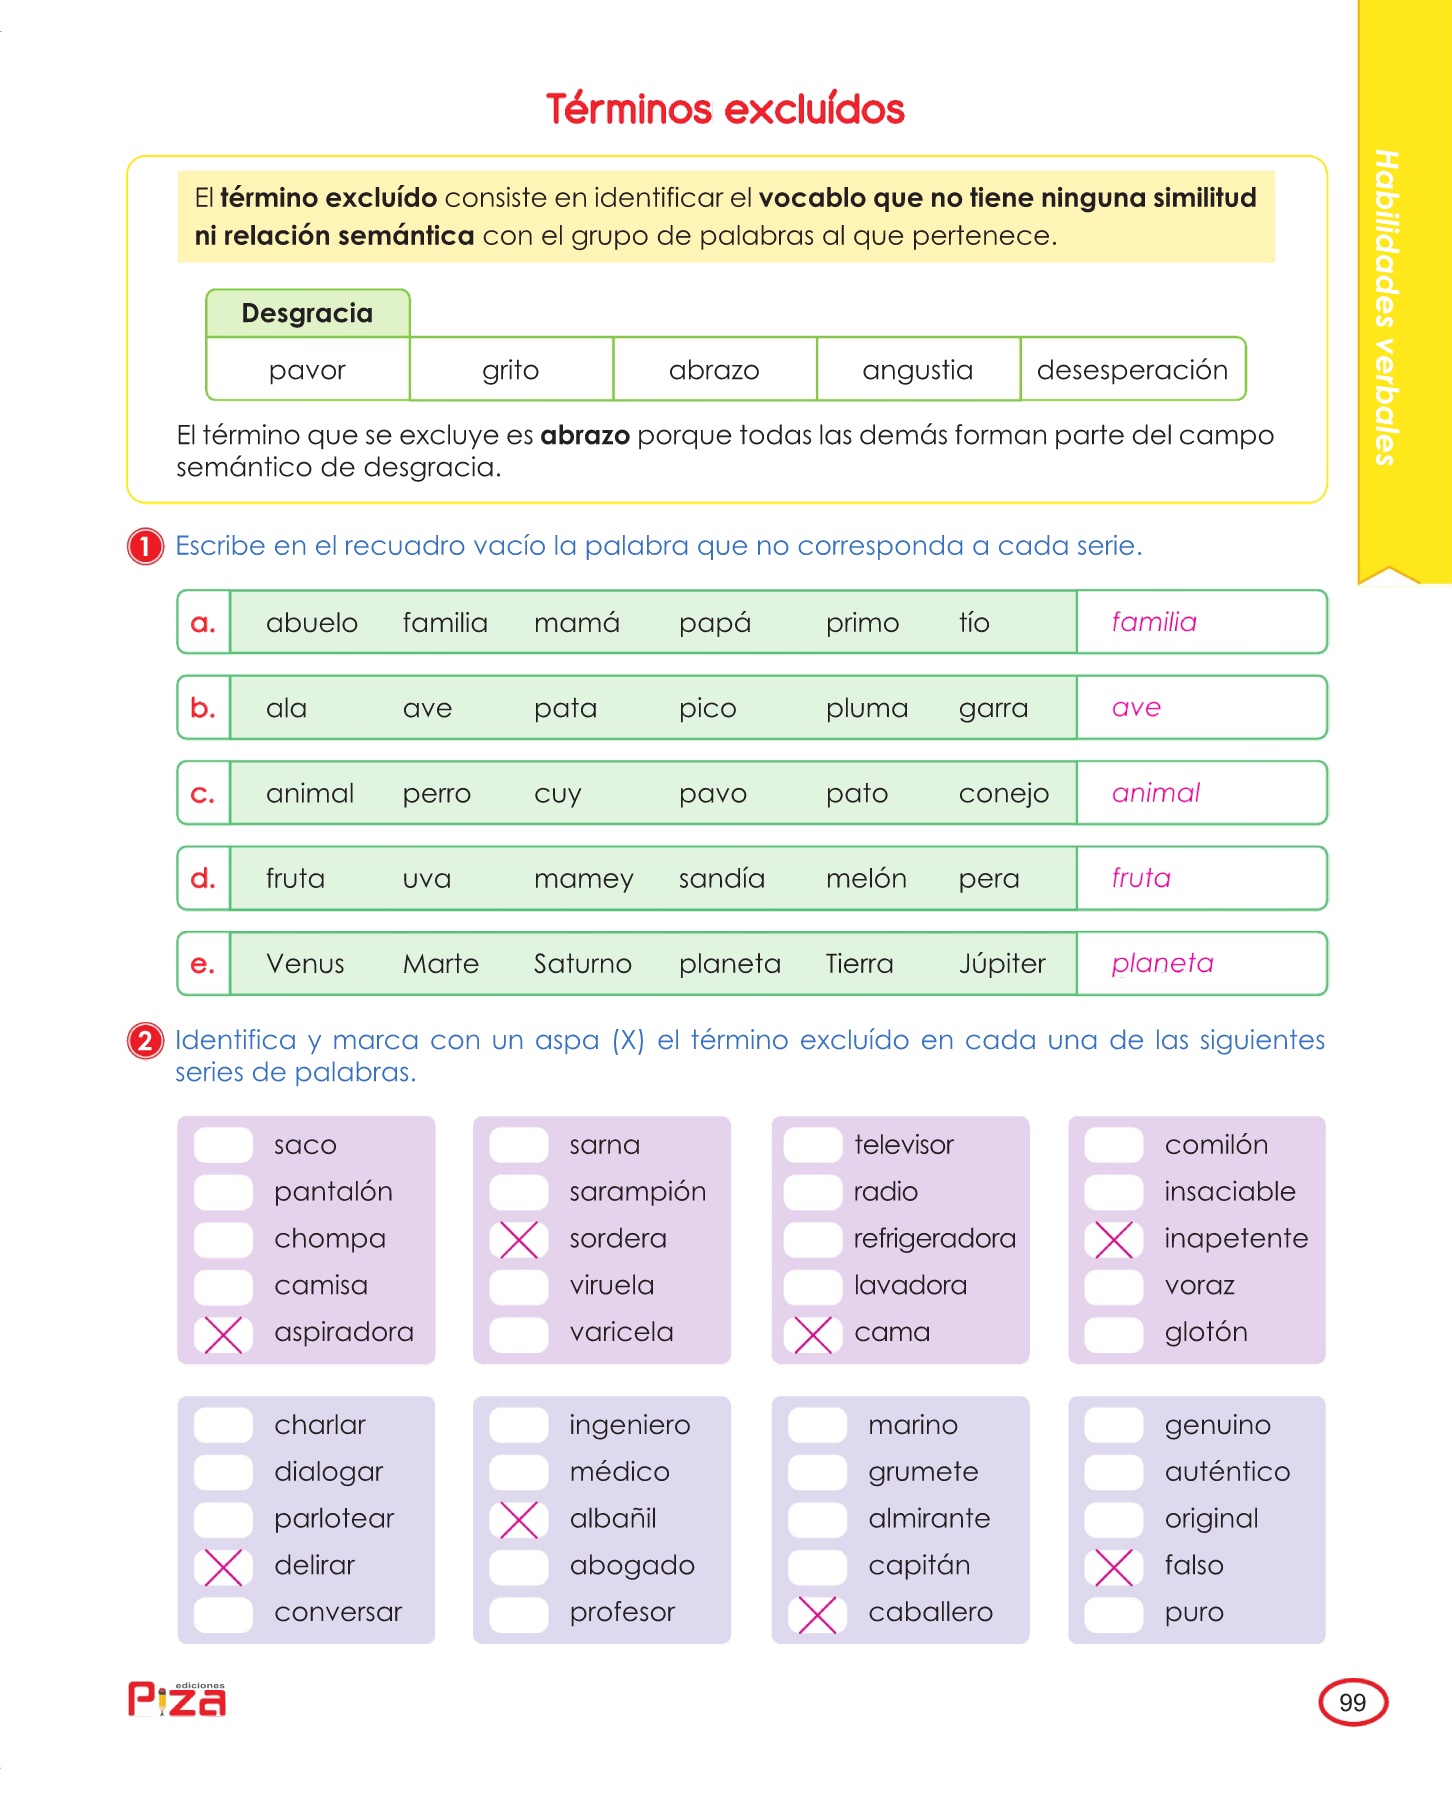 Términos excluídos
Habilidades verbales
El término excluído consiste en identificar el vocablo que no tiene ninguna similitud
ni relación semántica con el grupo de palabras al que pertenece.
Desgracia
pavor grito abrazo angustia desesperación
El término que se excluye es abrazo porque todas las demás forman parte del campo
semántico de desgracia.
1 Escribe en el recuadro vacío la palabra que no corresponda a cada serie.
a. abuelo familia mamá papá primo tío familia
b. ala ave pata pico pluma garra ave
c. animal perro cuy pavo pato conejo animal
d. fruta uva mamey sandía melón pera fruta
e. Venus Marte Saturno planeta Tierra Júpiter planeta
2 Identifica y marca con un aspa (X) el término excluído en cada una de las siguientes
series de palabras.
saco
pantalón
chompa
camisa
X aspiradora
sarna
sarampión
X sordera
viruela
varicela
televisor
radio
refrigeradora
lavadora
X cama
comilón
insaciable
X inapetente
voraz
glotón
charlar
dialogar
parlotear
X delirar
conversar
ingeniero
médico
X albañil
abogado
profesor
marino
grumete
almirante
capitán
X caballero
genuino
auténtico
original
X falso
puro
ediciones
Piza
99